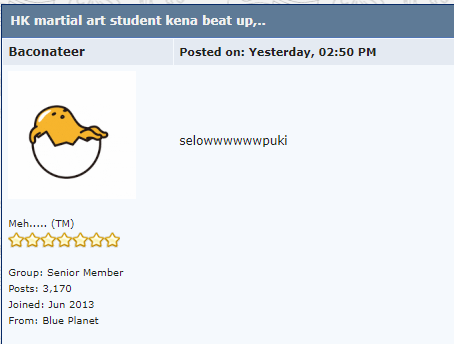 HK martial art student kena beat up,..
Baconateer
Posted on: Yesterday, 02:50 PM
selowwwwwwpuki
Meh..... (TM)
Group: Senior Member
Posts: 3,170
Joined: Jun 2013
From: Blue Planet